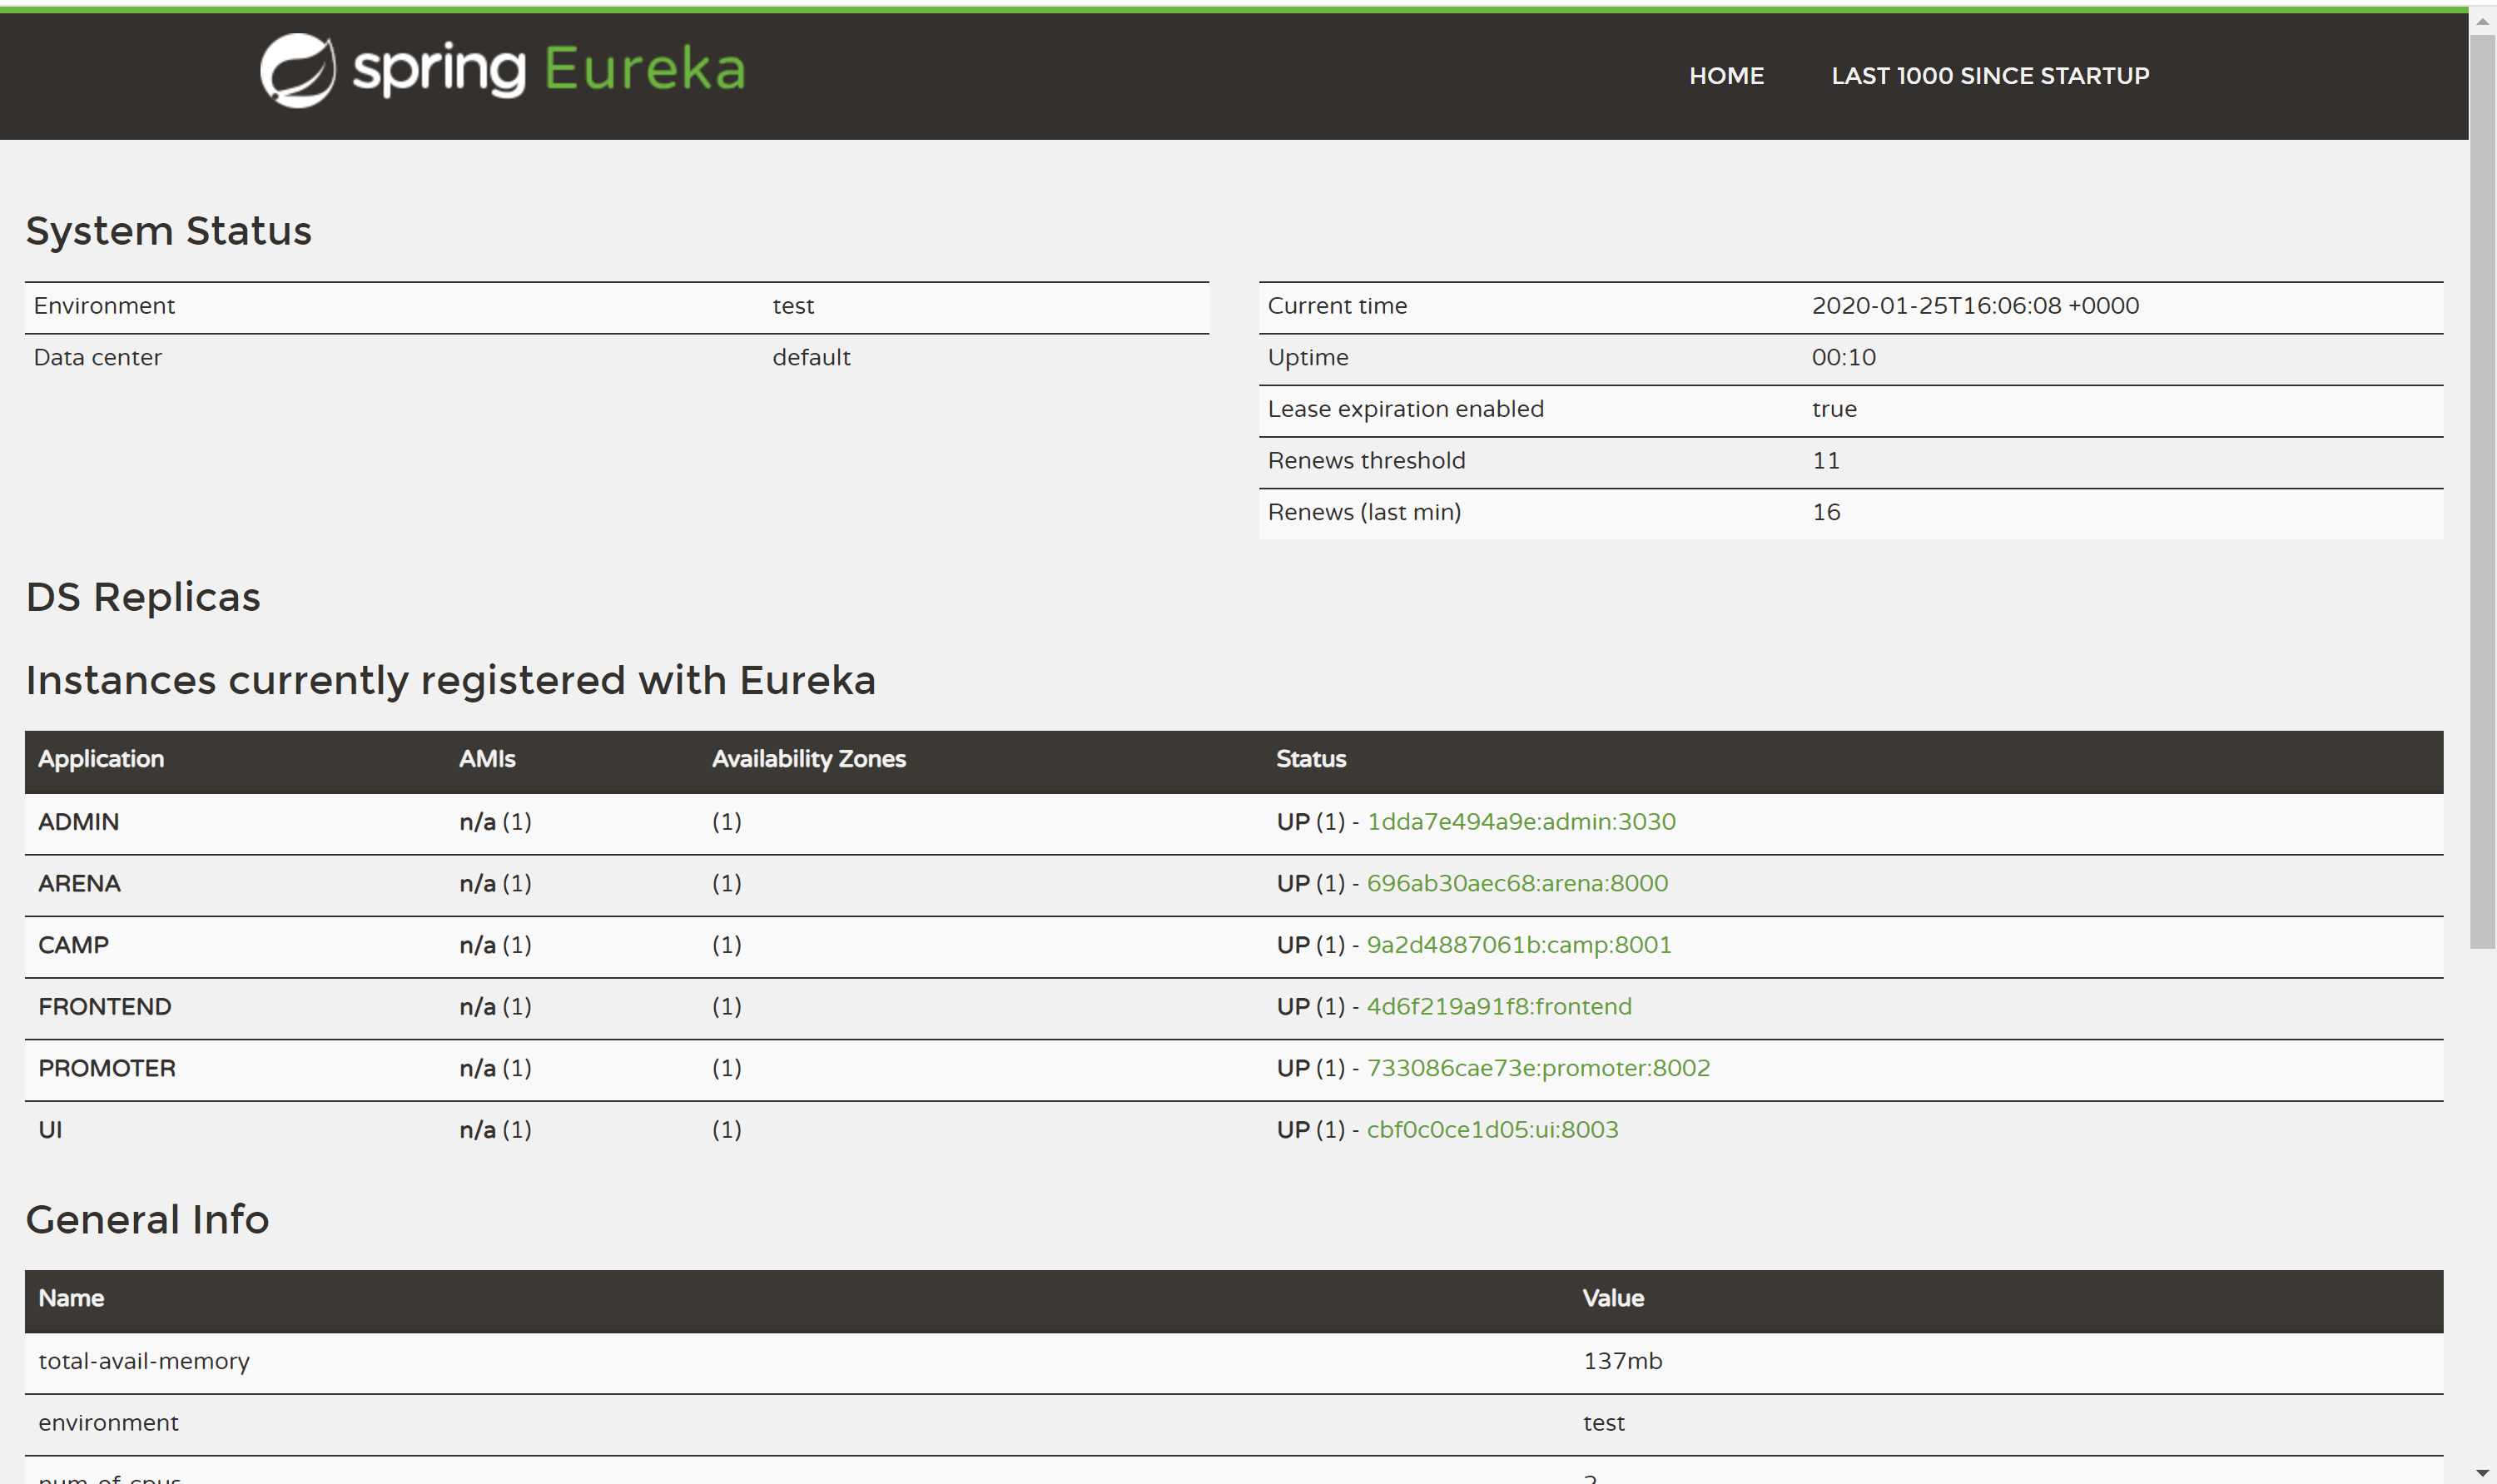 spring Eureka
HOME LAST 1000 SINCE STARTUP
System Status
Environment test
Data center default
Current time 2020-01-25T16:06:08 +0000
Uptime 00:10
Lease expiration enabled true
Renews threshold 11
Renews (last min) 16
DS Replicas
Instances currently registered with Eureka
Application AMIs Availability Zones Status
ADMIN n/a (1) (1) UP (1) - 1dda7e494a9e:admin:3030
ARENA n/a (1) (1) UP (1) - 696ab30aec68:arena:8000
CAMP n/a (1) (1) UP (1) - 9a2d4887061b:camp:8001
FRONTEND n/a (1) (1) UP (1) - 4d6f219a91f8:frontend
PROMOTER n/a (1) (1) UP (1) - 733086cae73e:promoter:8002
UI n/a (1) (1) UP (1) - cbf0c0ce1d05:ui:8003
General Info
Name Value
total-avail-memory 137mb
environment test
num-of-cpus